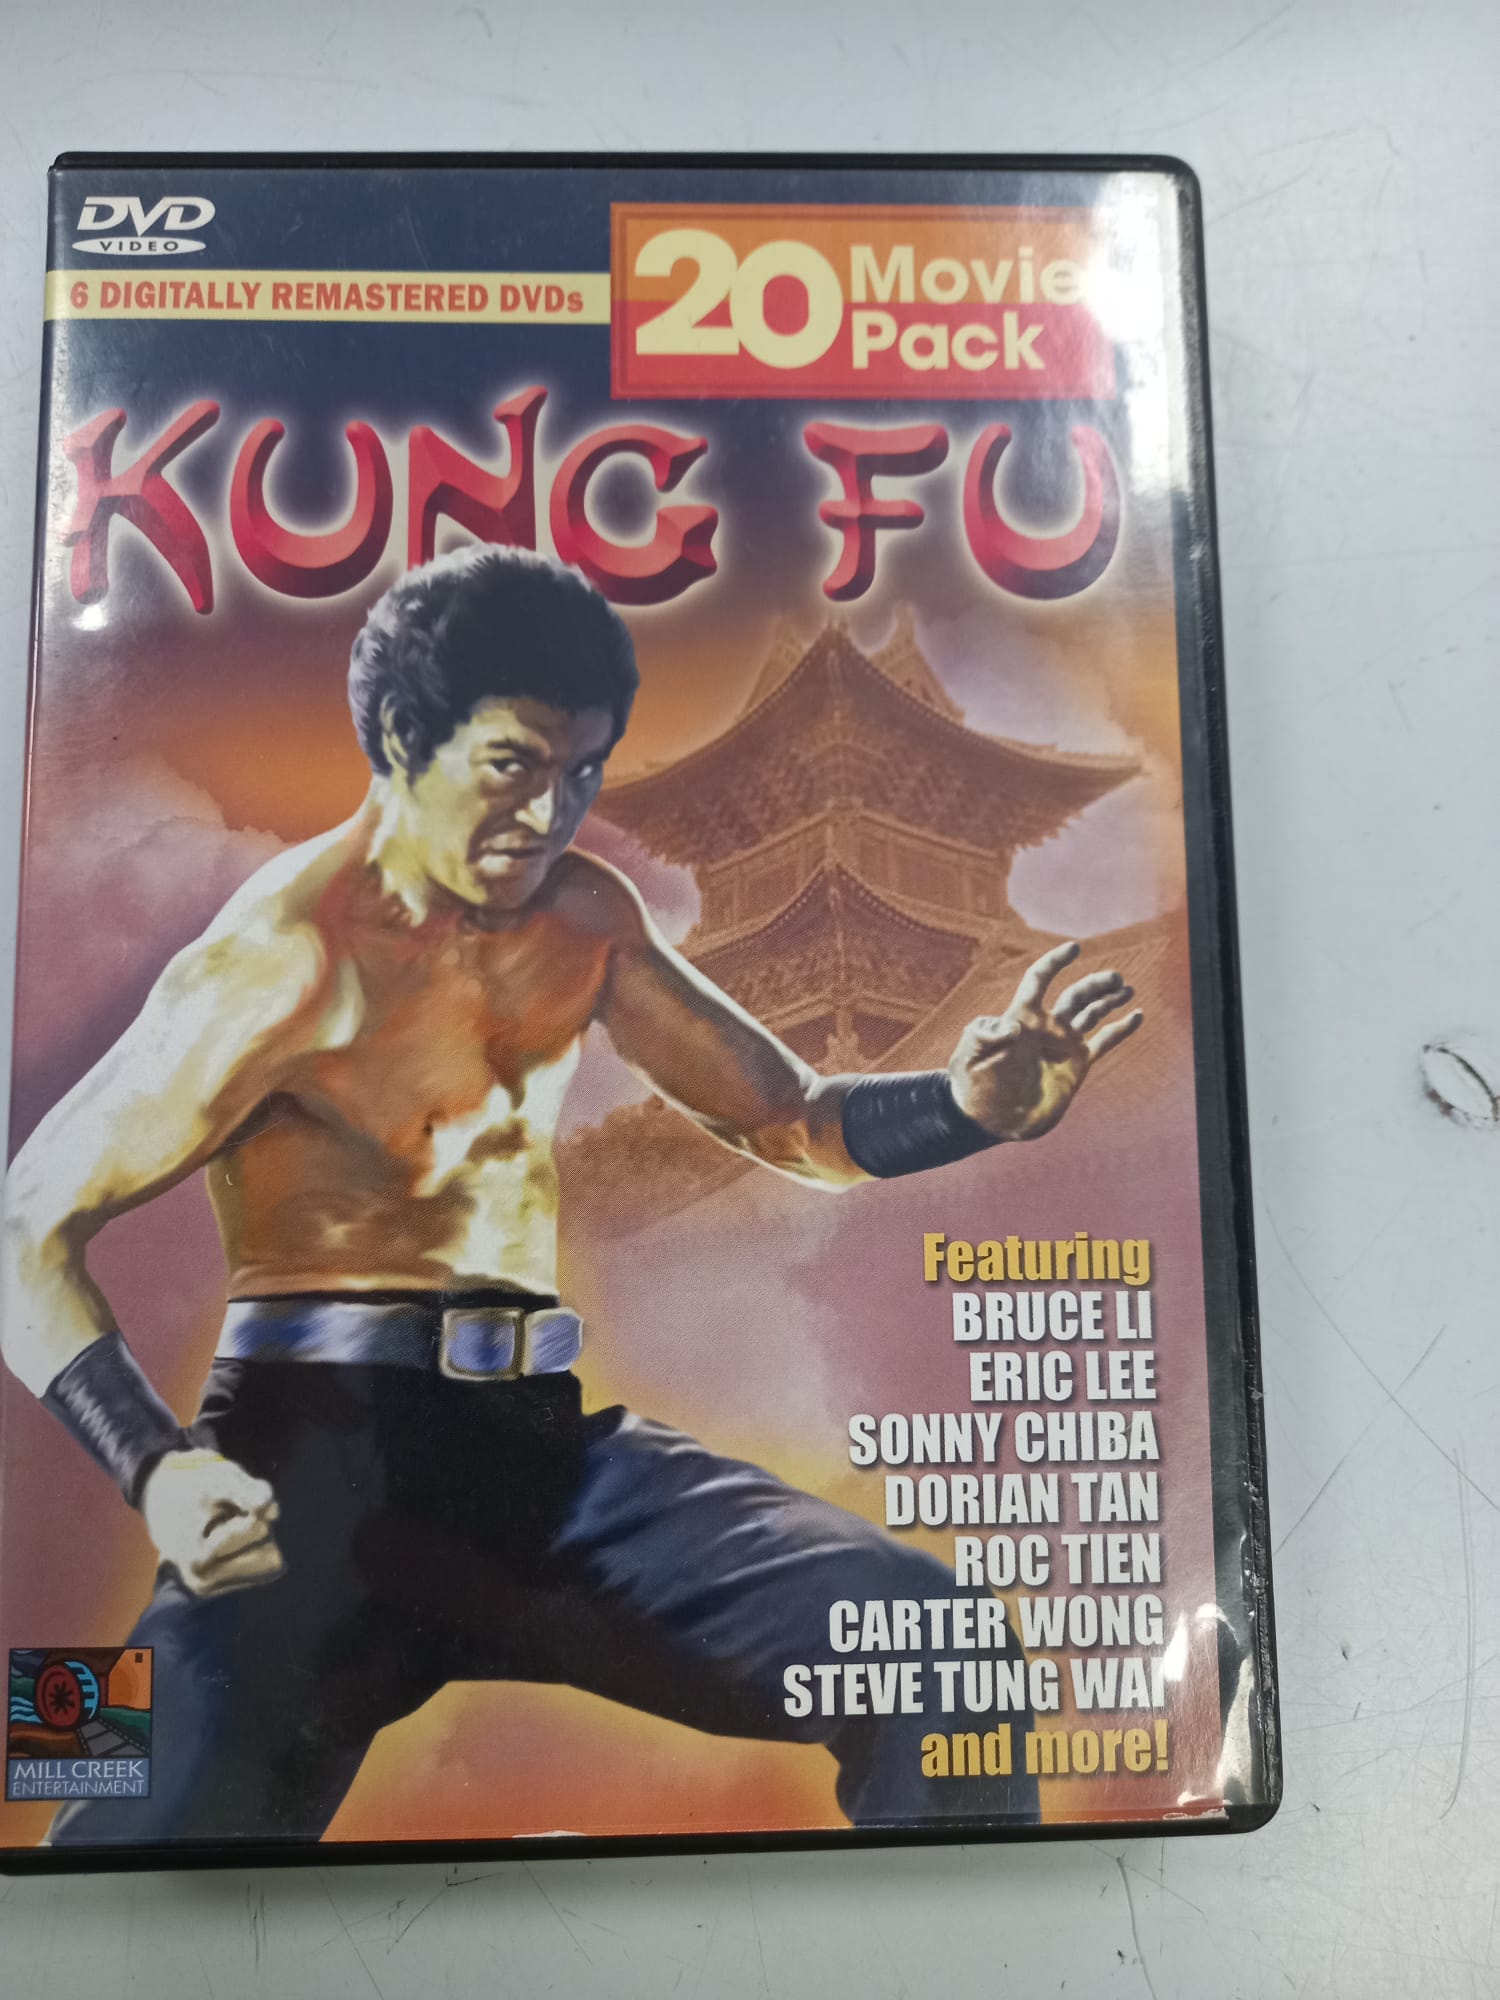 DVD
VIDEO
6 DIGITALLY REMASTERED DVDs
20 Movie
Pack
KUNG FU
Featuring
BRUCE LI
ERIC LEE
SONNY CHIBA
DORIAN TAN
ROC TIEN
CARTER WONG
STEVE TUNG WAI
and more!
MILL CREEK
ENTERTAINMENT